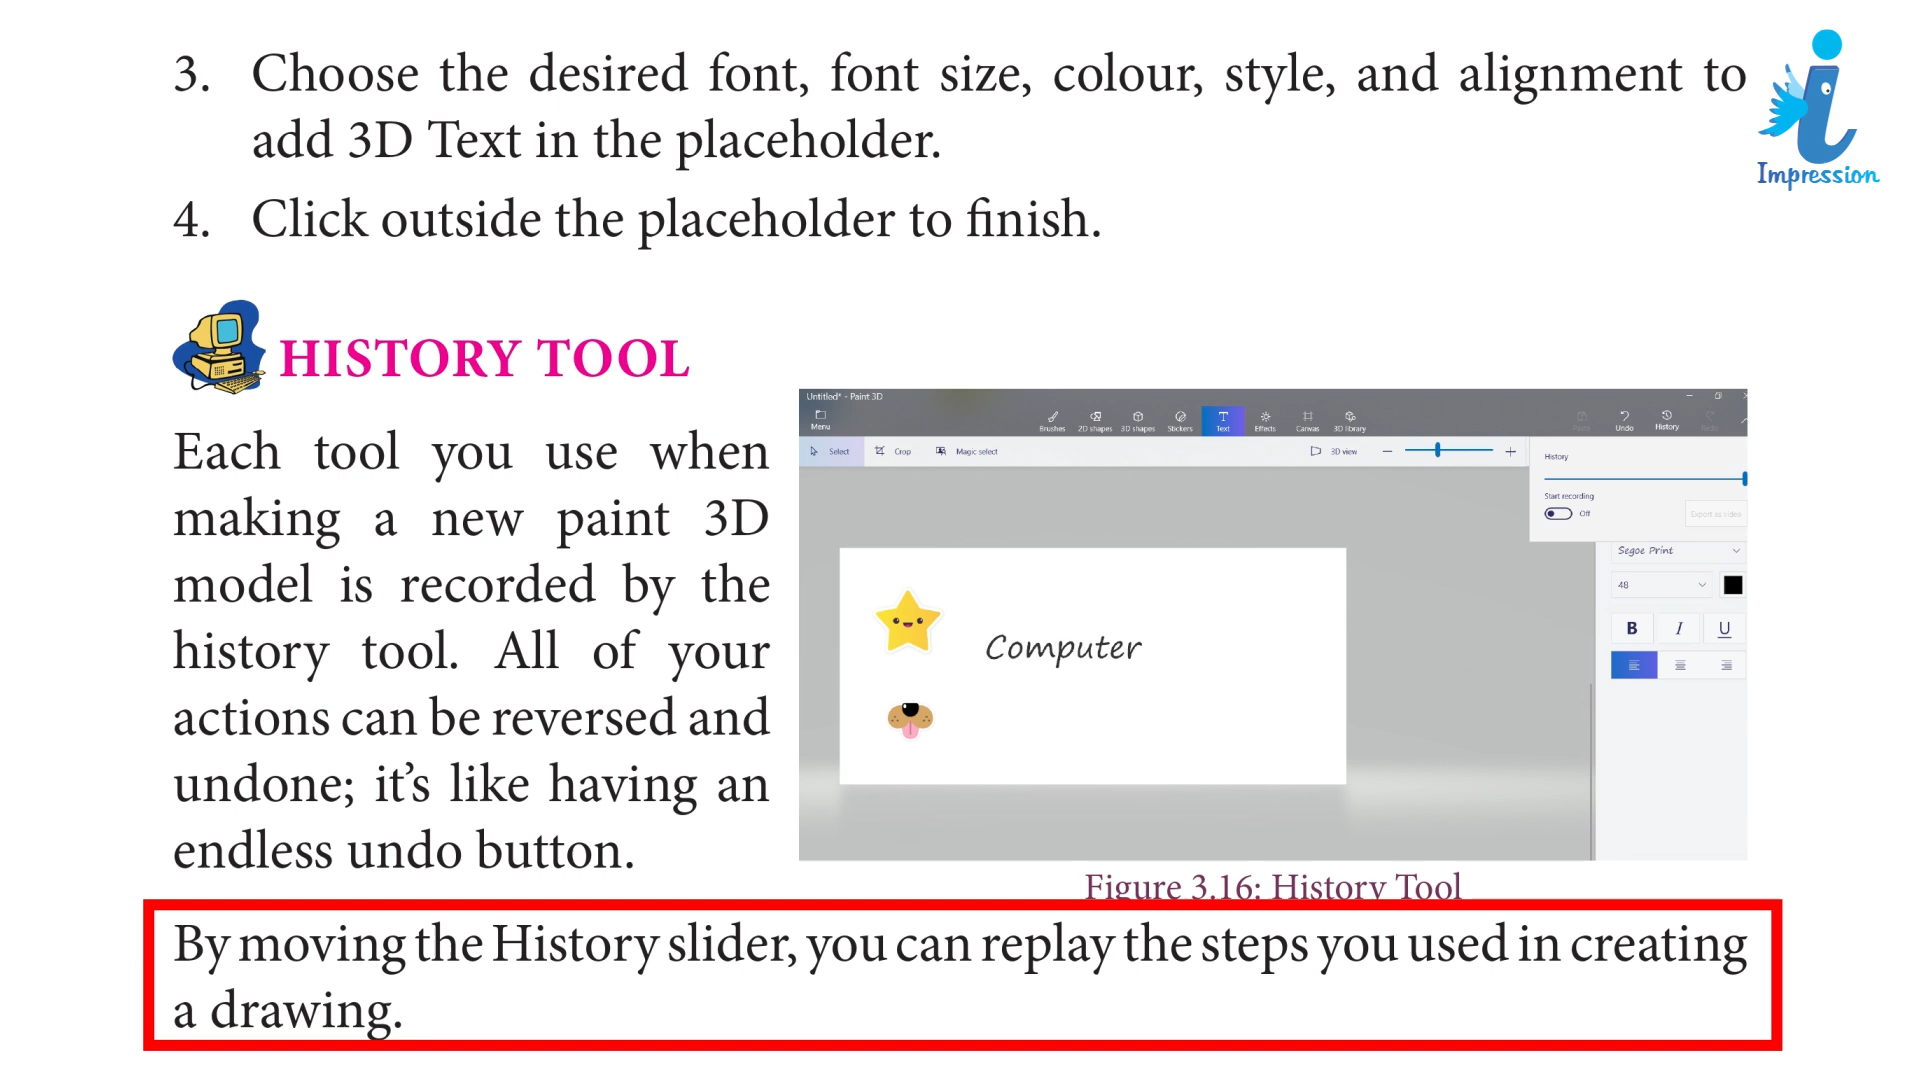 3. Choose the desired font, font size, colour, style, and alignment to
add 3D Text in the placeholder.
4. Click outside the placeholder to finish.
Impression
HISTORY TOOL
Each tool you use when
making a new paint 3D
model is recorded by the
history tool. All of your
actions can be reversed and
undone; it’s like having an
endless undo button.
Untitled* - Paint 3D
Menu
Brushes 2D shapes 3D shapes Stickers Text Effects Canvas 3D library
Paste Undo History Redo
Select Crop Magic select 3D view
History
Start recording
Off Export as video
Segoe Print
48
B I U
Computer
Figure 3.16: History Tool
By moving the History slider, you can replay the steps you used in creating
a drawing.